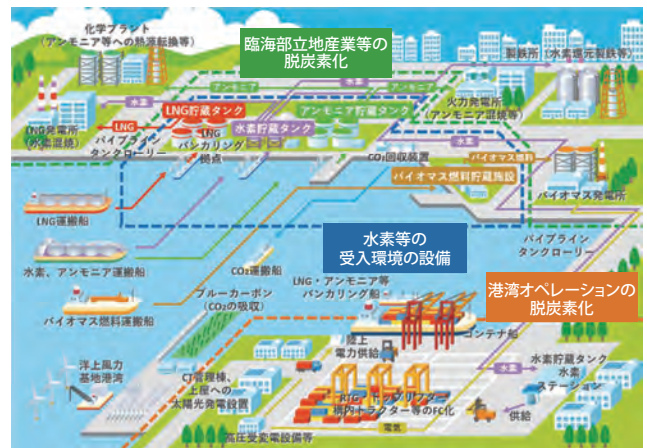 化学プラント
(アンモニア等への熱源転換等)
臨海部立地産業等の
脱炭素化
製鉄所(水素還元製鉄等)
水素
アンモニア
アンモニア
水素
LNG貯蔵タンク
アンモニア貯蔵タンク
火力発電所
(アンモニア混焼等)
LNG発電所
(水素混焼)
LNG
水素貯蔵タンク
パイプライン
タンクローリー
LNG
バンカリング
拠点
水素
CO₂回収装置
バイオマス燃料
バイオマス燃料貯蔵施設
バイオマス発電所
LNG運搬船
水素等の
受入環境の設備
パイプライン
タンクローリー
水素、アンモニア運搬船
CO₂運搬船
LNG・アンモニア等
バンカリング船
港湾オペレーションの
脱炭素化
バイオマス燃料運搬船
ブルーカーボン
(CO₂の吸収)
コンテナ船
陸上
電力供給
洋上風力
基地港湾
CT管理棟、
上屋への
太陽光発電設置
水素
水素貯蔵タンク
水素
ステーション
RTG・トップリフター
構内トラクター等のFC化
供給
電気
高圧受変電設備等